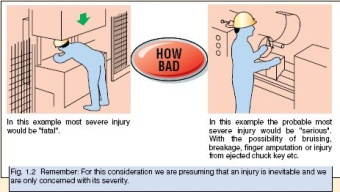 HOW
BAD
In this example most severe injury
would be "fatal".
In this example the probable most
severe injury would be "serious".
With the possibility of bruising,
breakage, finger amputation or injury
from ejected chuck key etc.
Fig. 1.2 Remember: For this consideration we are presuming that an injury is inevitable and we
are only concerned with its severity.